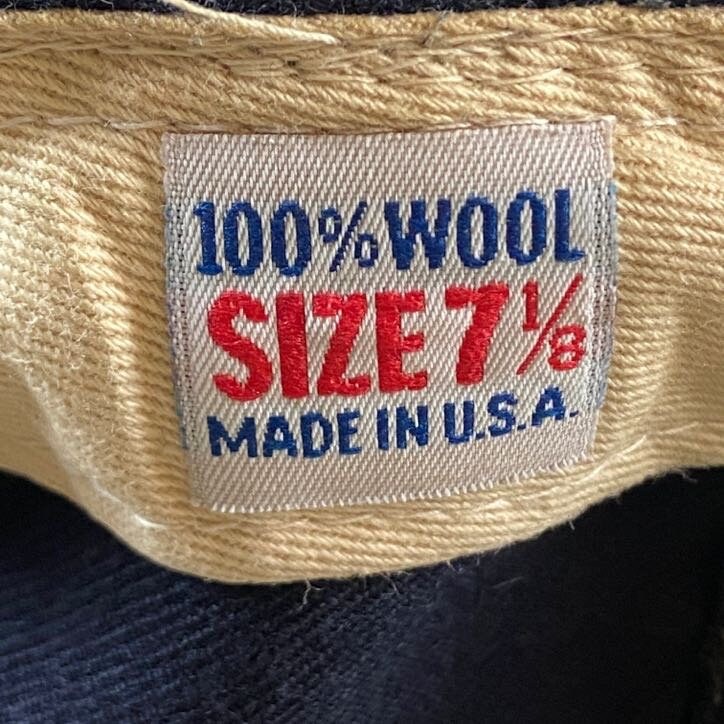 100% WOOL
SIZE 7 1/8
MADE IN U.S.A.